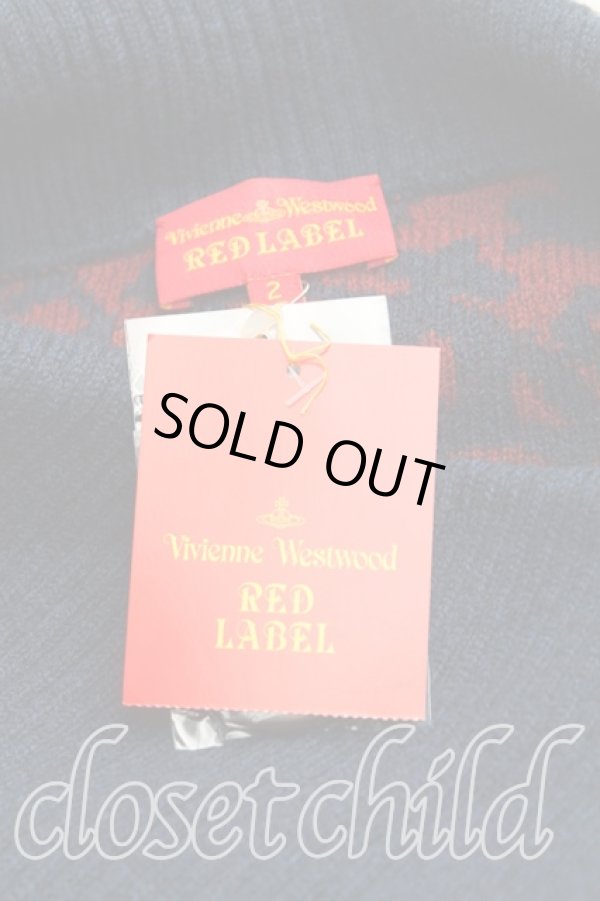 Vivienne Westwood
RED LABEL
2
SOLD OUT
Vivienne Westwood
RED
LABEL
closet child